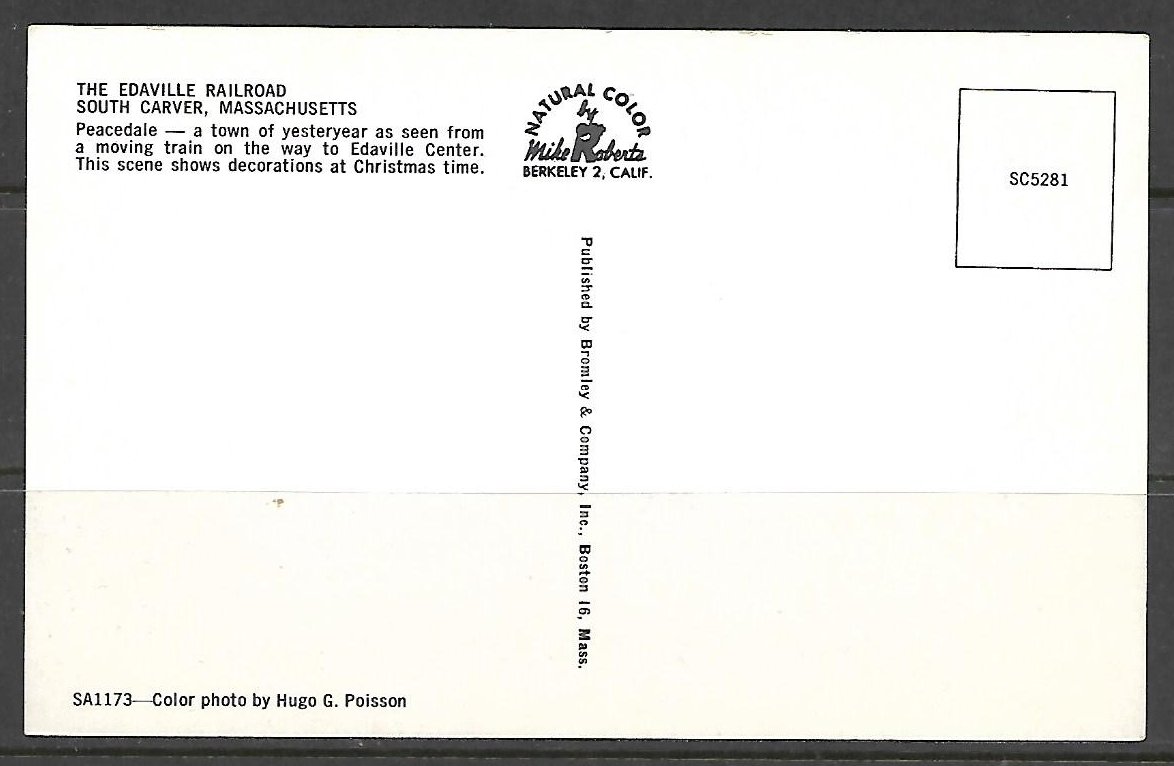 THE EDAVILLE RAILROAD
SOUTH CARVER, MASSACHUSETTS
Peacedale — a town of yesteryear as seen from
a moving train on the way to Edaville Center.
This scene shows decorations at Christmas time.
NATURAL COLOR
by
Mike Roberts
BERKELEY 2, CALIF.
SC5281
Published by Bromley & Company, Inc., Boston 16, Mass.
SA1173—Color photo by Hugo G. Poisson